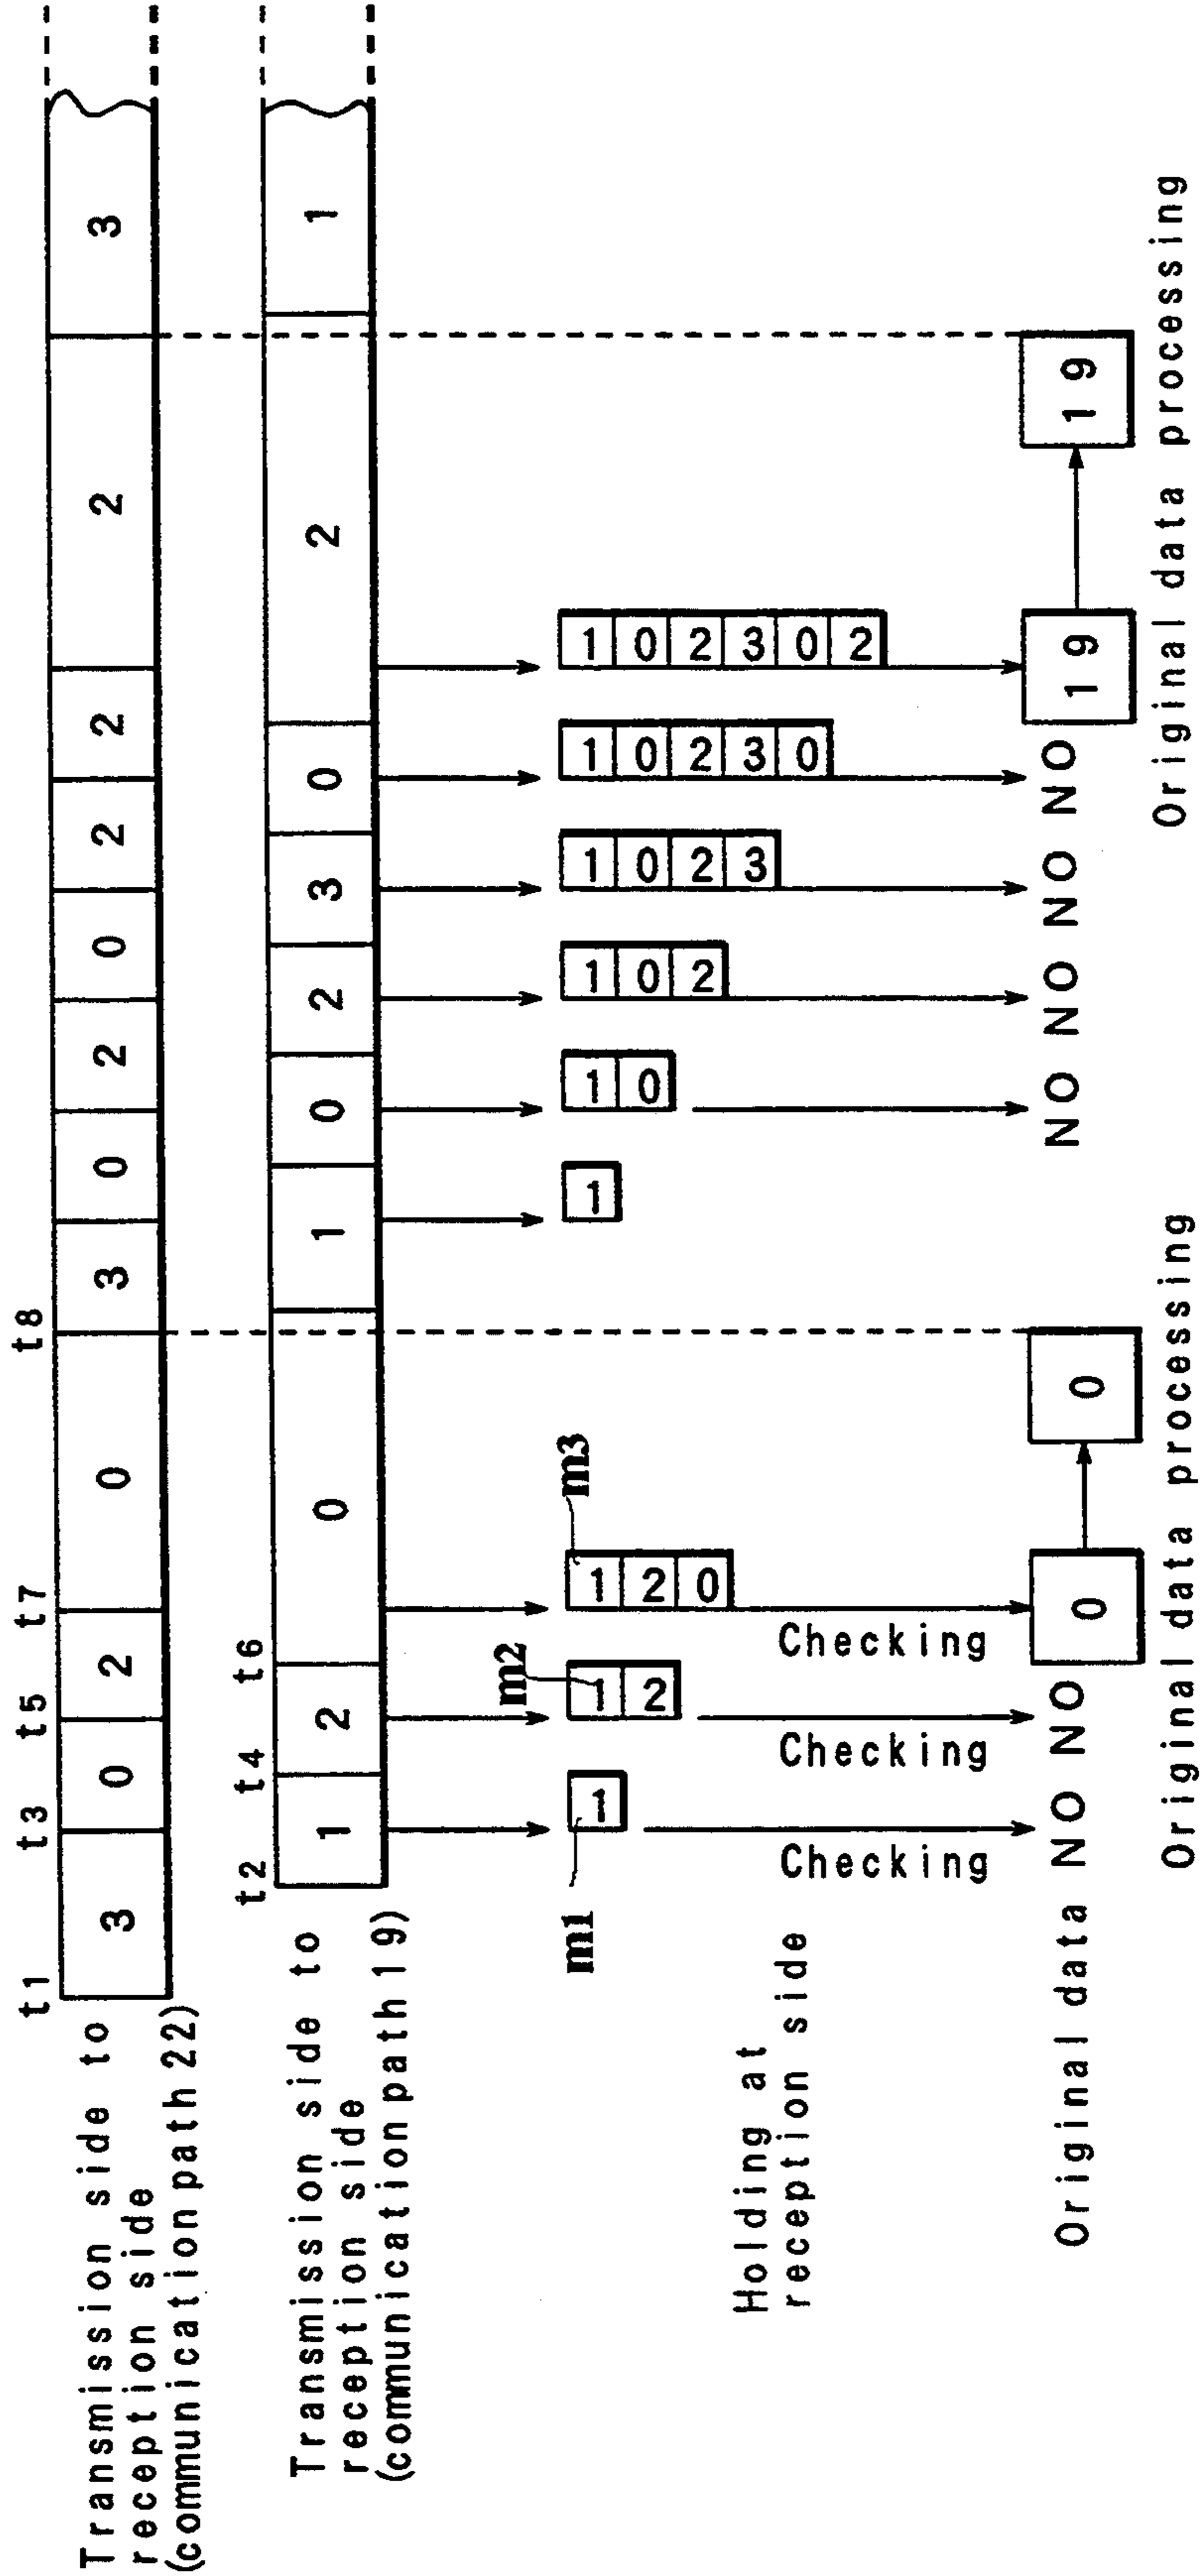 t1 t3 t5 t7 t8
Transmission side to
reception side
(communication path 22)
3 0 2 0 3 0 2 0 2 2 2 3
t2 t4 t6
Transmission side to
reception side
(communication path 19)
1 2 0 1 0 2 3 0 2 1
m1 m2 m3
Holding at
reception side
1
1 2
1 2 0
1
1 0
1 0 2
1 0 2 3
1 0 2 3 0
1 0 2 3 0 2
Checking
Checking
Checking
Original data NO NO 0 0 NO NO NO NO 19 19
Original data processing
Original data processing